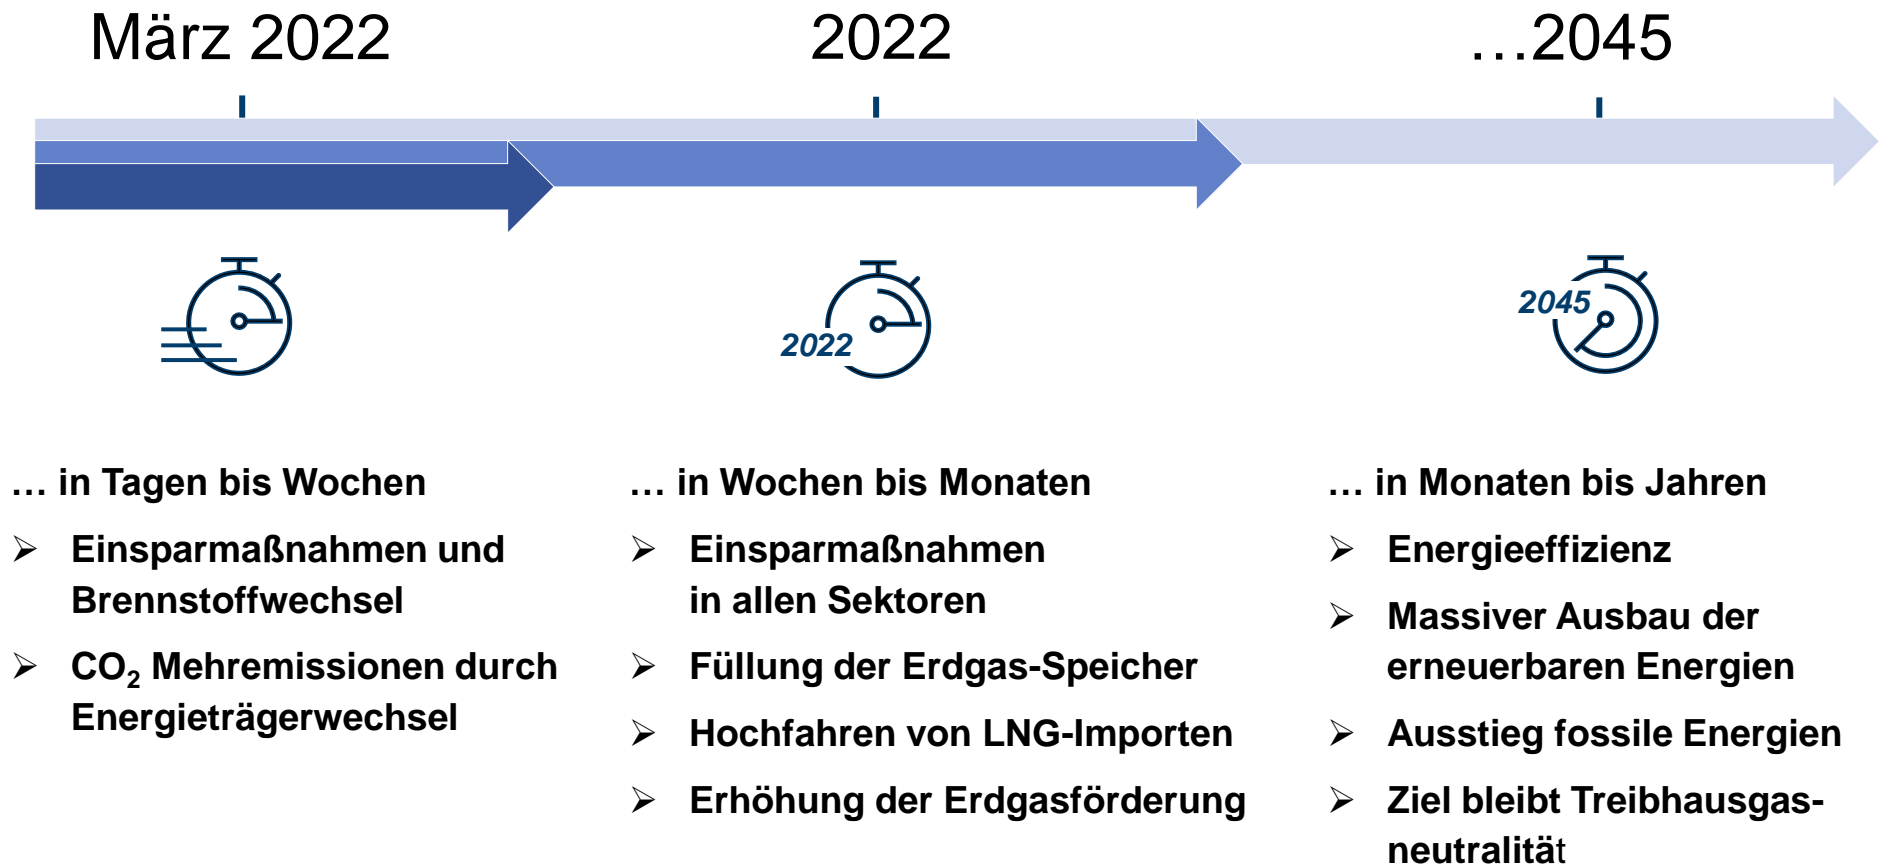 März 2022
2022
…2045
2022
2045
… in Tagen bis Wochen
➢ Einsparmaßnahmen und
Brennstoffwechsel
➢ CO₂ Mehremissionen durch
Energieträgerwechsel
… in Wochen bis Monaten
➢ Einsparmaßnahmen
in allen Sektoren
➢ Füllung der Erdgas-Speicher
➢ Hochfahren von LNG-Importen
➢ Erhöhung der Erdgasförderung
… in Monaten bis Jahren
➢ Energieeffizienz
➢ Massiver Ausbau der
erneuerbaren Energien
➢ Ausstieg fossile Energien
➢ Ziel bleibt Treibhausgas-
neutralität